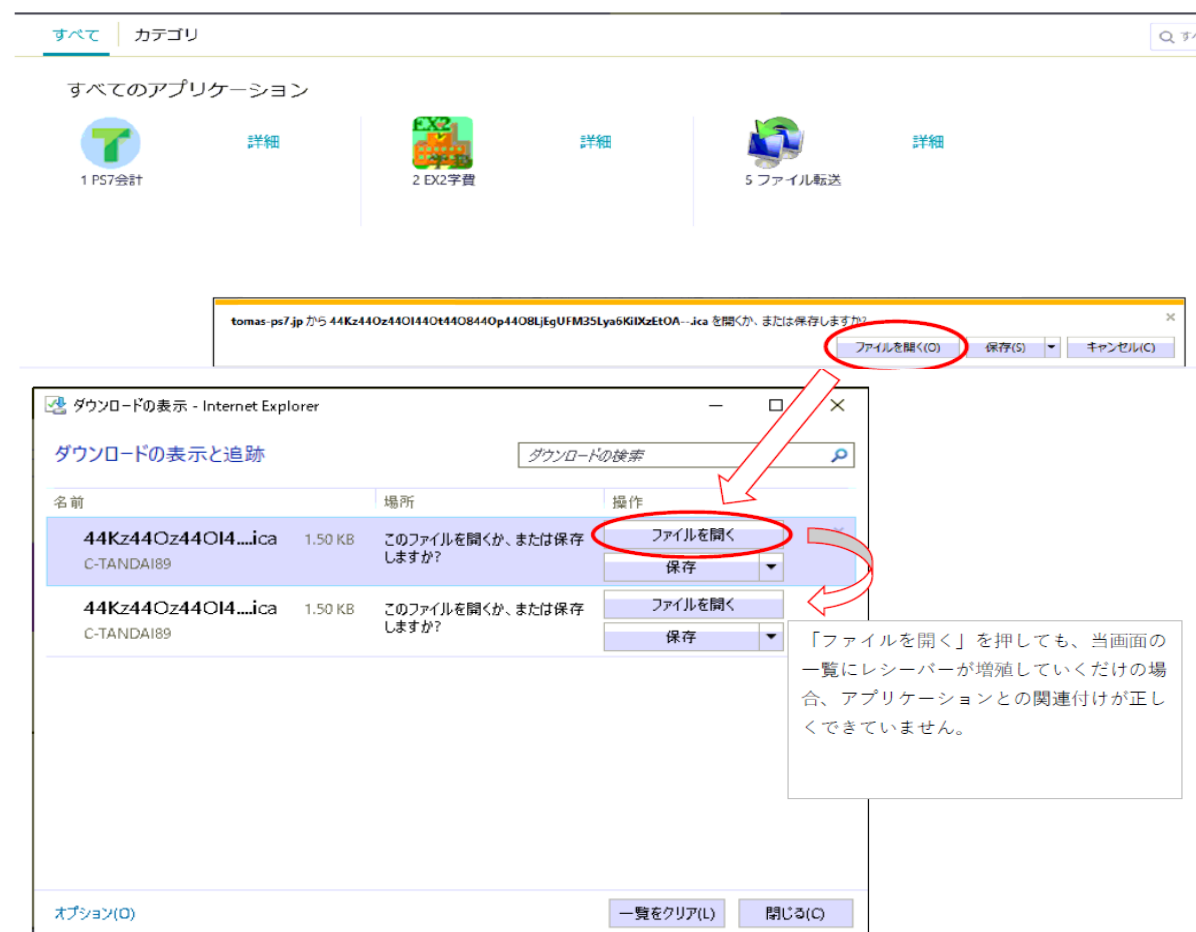 すべて カテゴリ
すべてのアプリケーション
詳細 詳細 詳細
EX2
1 PS7会計 2 EX2字費 5 ファイル転送
tomas-ps7.jp から 44Kz44Oz44OI44Ot44O844Op44O8LjEgUFM35Lya6KiIXzEtOA--.ica を開くか、または保存しますか?
ファイルを開く(O) 保存(S) キャンセル(C)
ダウンロードの表示 - Internet Explorer
ダウンロードの表示と追跡 ダウンロードの検索
名前 場所 操作
44Kz44Oz44OI4....ica 1.50 KB このファイルを開くか、または保存 ファイルを開く
C-TANDAI89 しますか? 保存
44Kz44Oz44OI4....ica 1.50 KB このファイルを開くか、または保存 ファイルを開く
C-TANDAI89 しますか? 保存
「ファイルを開く」を押しても、当画面の
一覧にレシーバーが増殖していくだけの場
合、アプリケーションとの関連付けが正し
くできていません。
オプション(O) 一覧をクリア(L) 閉じる(C)